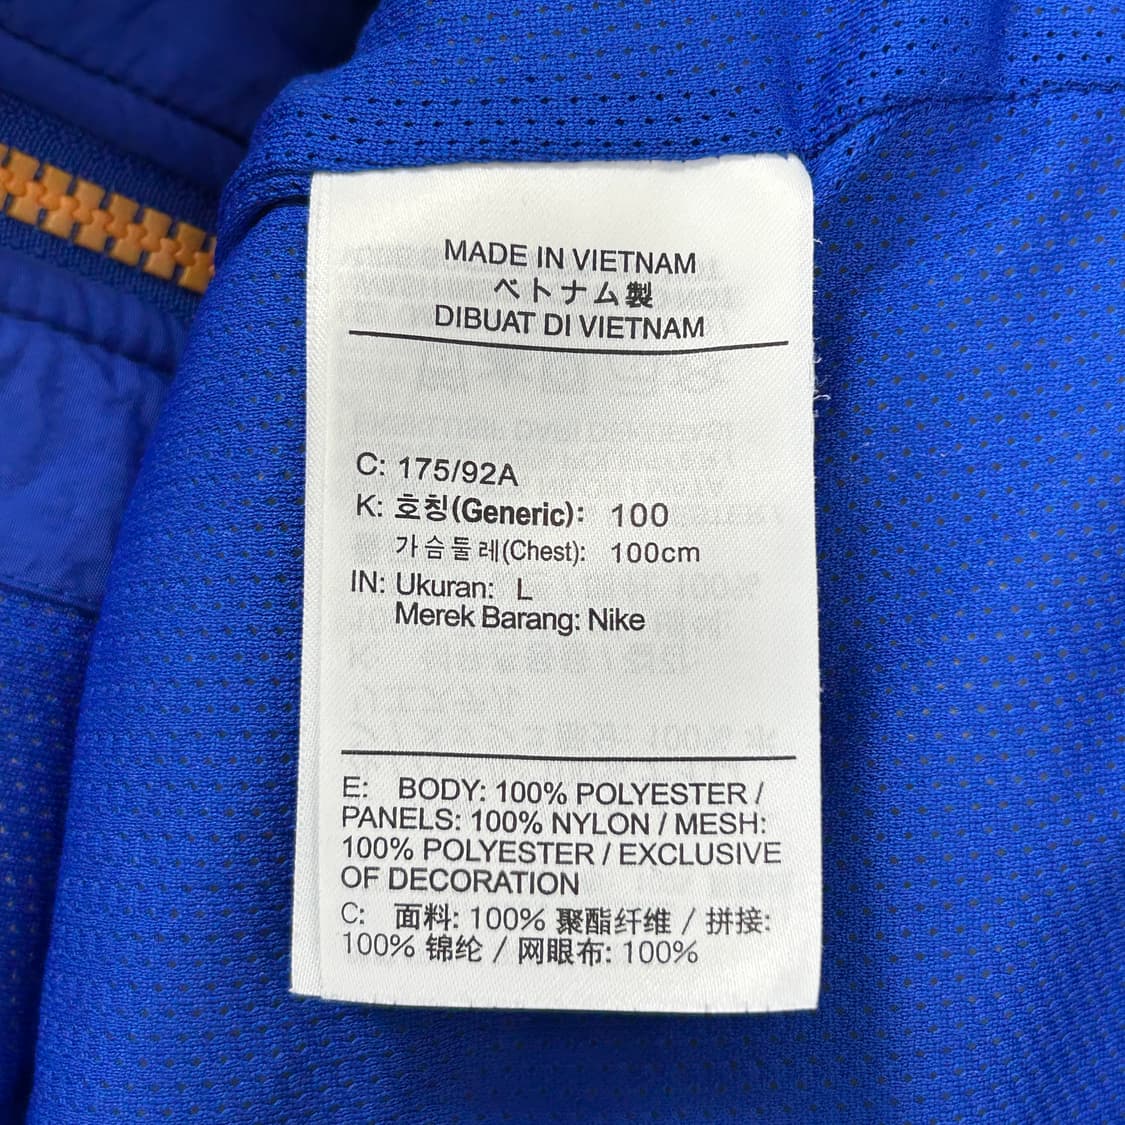 MADE IN VIETNAM
ベトナム製
DIBUAT DI VIETNAM
C: 175/92A
K: 호칭(Generic): 100
가슴둘레(Chest): 100cm
IN: Ukuran: L
Merek Barang: Nike
E: BODY: 100% POLYESTER /
PANELS: 100% NYLON / MESH:
100% POLYESTER / EXCLUSIVE
OF DECORATION
C: 面料: 100% 聚酯纤维 / 拼接:
100% 锦纶 / 网眼布: 100%